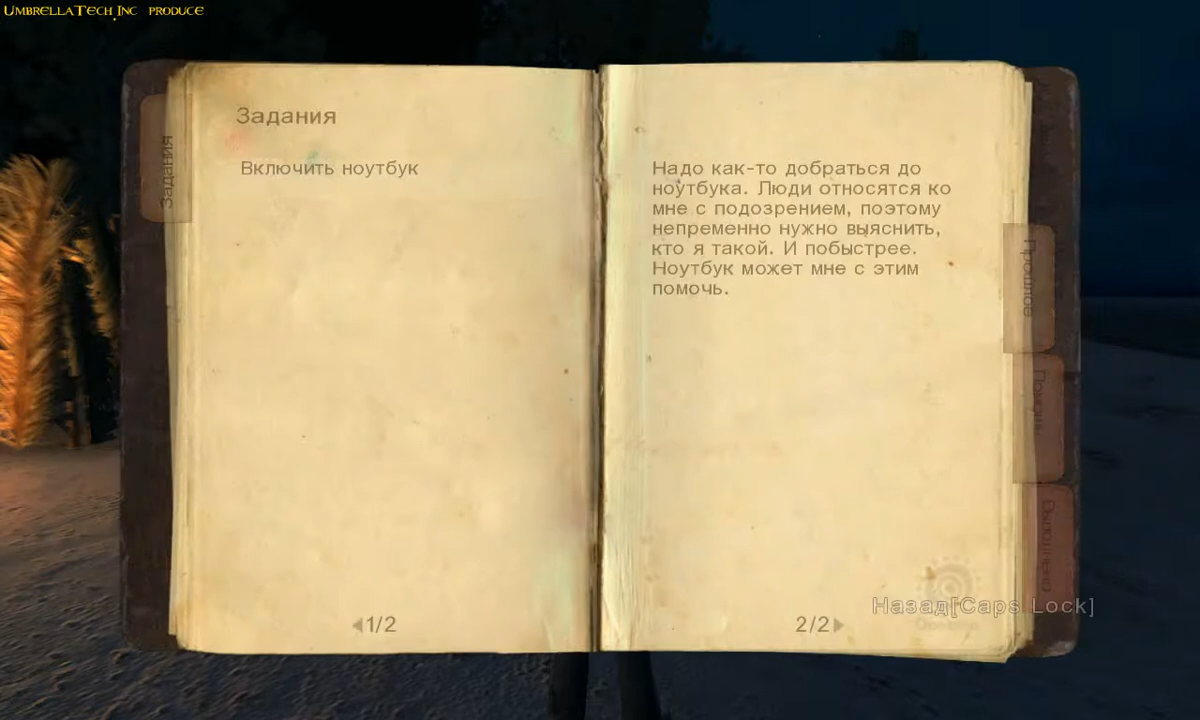 UmbrellaTech.Inc produce
Задания
Задания
Включить ноутбук
Надо как-то добраться до
ноутбука. Люди относятся ко
мне с подозрением, поэтому
непременно нужно выяснить,
кто я такой. И побыстрее.
Ноутбук может мне с этим
помочь.
Прошлое
Назад[Caps Lock]
1/2
2/2